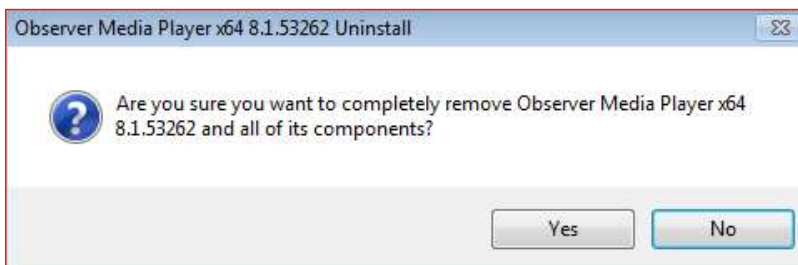 Observer Media Player x64 8.1.53262 Uninstall
Are you sure you want to completely remove Observer Media Player x64
8.1.53262 and all of its components?
Yes
No